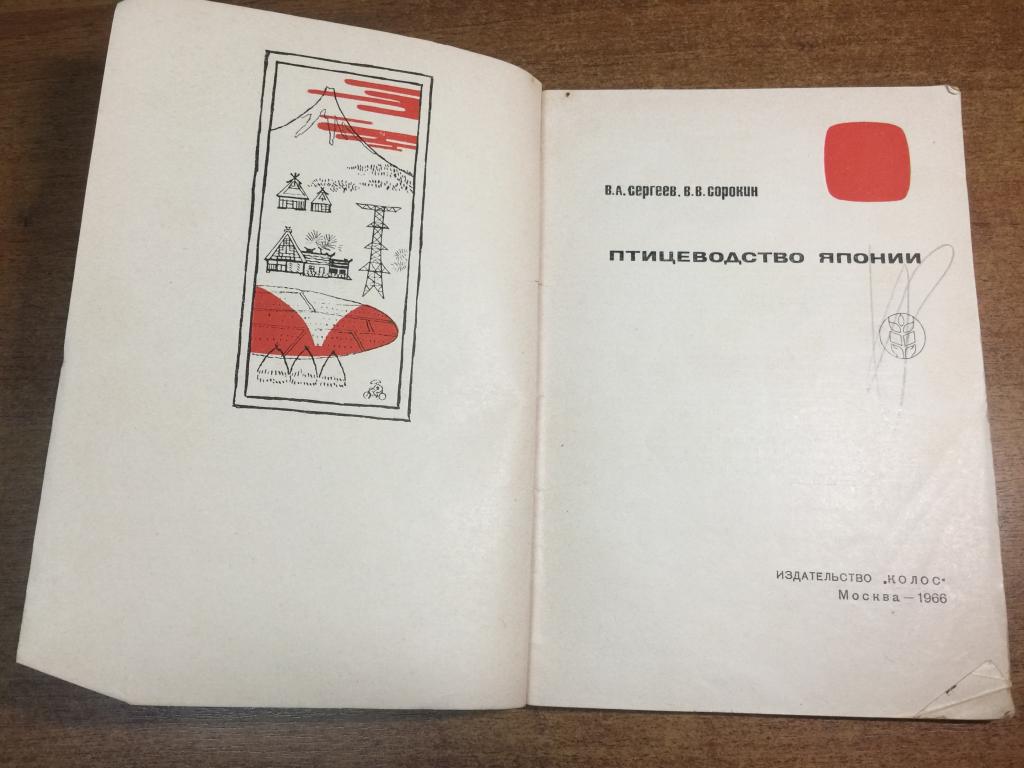 В.А. Сергеев, В.В. Сорокин
ПТИЦЕВОДСТВО ЯПОНИИ
ИЗДАТЕЛЬСТВО „КОЛОС“
Москва — 1966